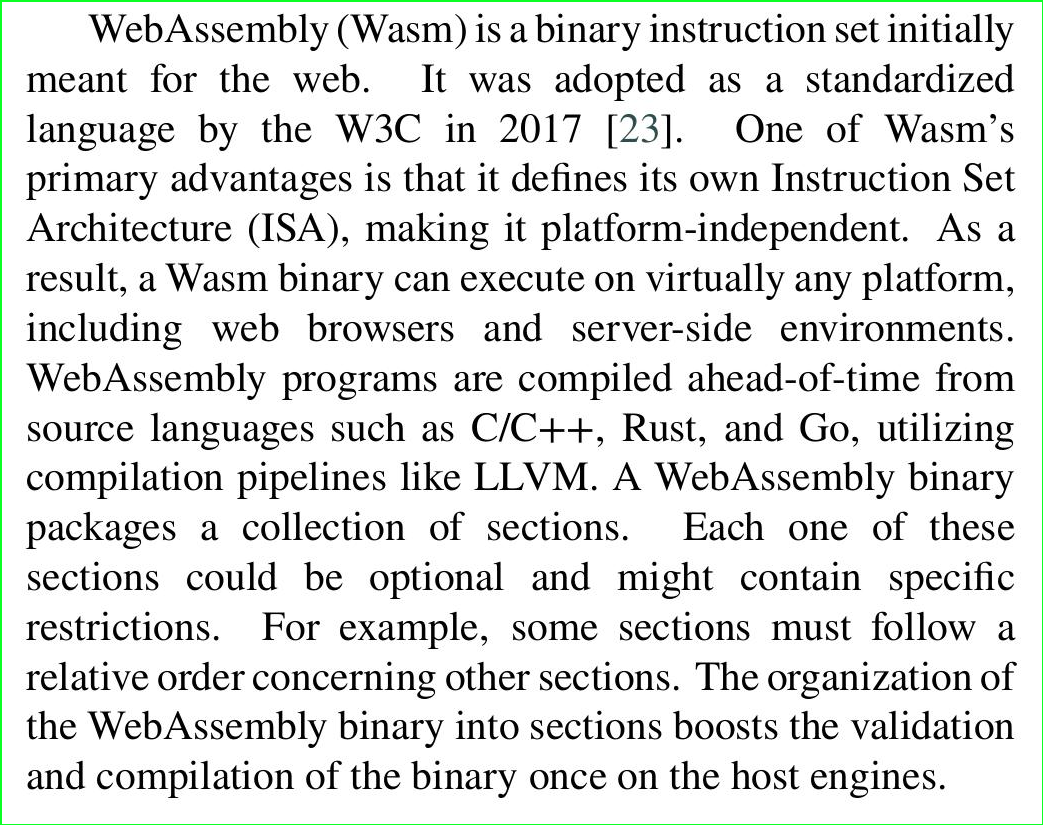 WebAssembly (Wasm) is a binary instruction set initially
meant for the web. It was adopted as a standardized
language by the W3C in 2017 [23]. One of Wasm's
primary advantages is that it defines its own Instruction Set
Architecture (ISA), making it platform-independent. As a
result, a Wasm binary can execute on virtually any platform,
including web browsers and server-side environments.
WebAssembly programs are compiled ahead-of-time from
source languages such as C/C++, Rust, and Go, utilizing
compilation pipelines like LLVM. A WebAssembly binary
packages a collection of sections. Each one of these
sections could be optional and might contain specific
restrictions. For example, some sections must follow a
relative order concerning other sections. The organization of
the WebAssembly binary into sections boosts the validation
and compilation of the binary once on the host engines.